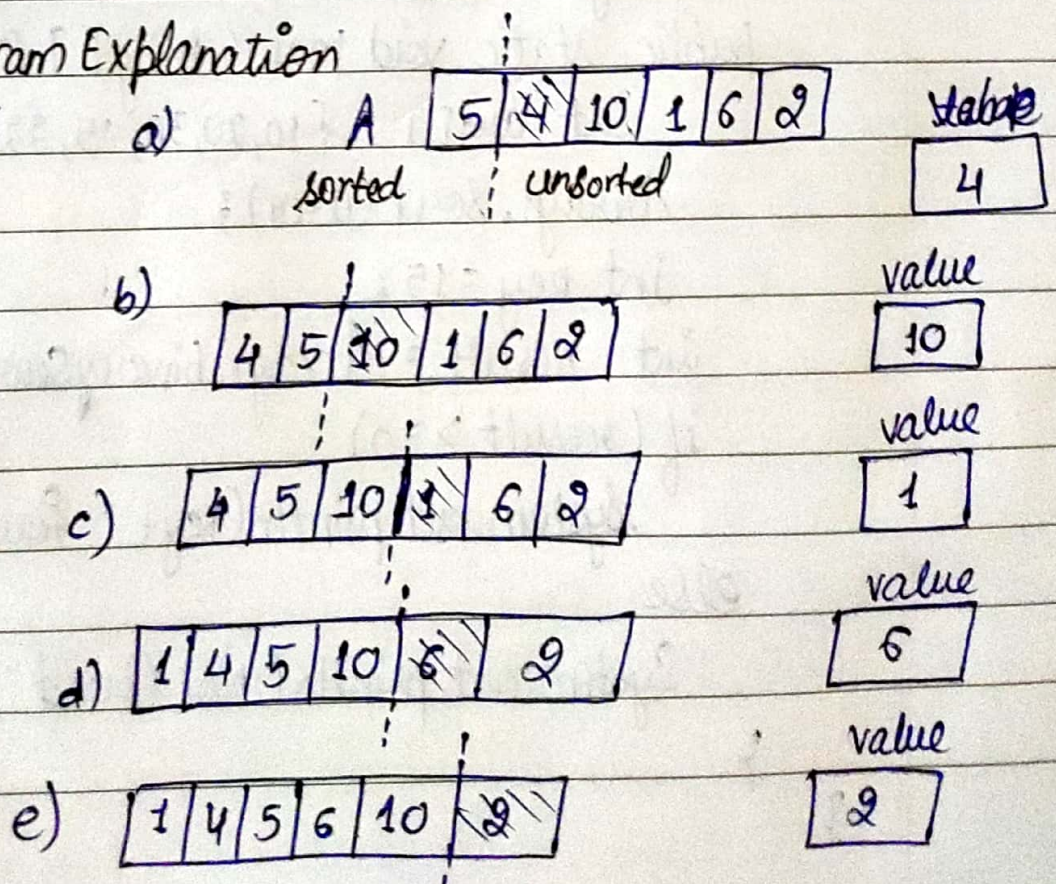 am Explanation
a) A 5 4 10 1 6 2
sorted unsorted 4
b) value
4 5 10 1 6 2 10
value
c) 4 5 10 1 6 2 1
value
d) 1 4 5 10 6 2 6
value
e) 1 4 5 6 10 2 2